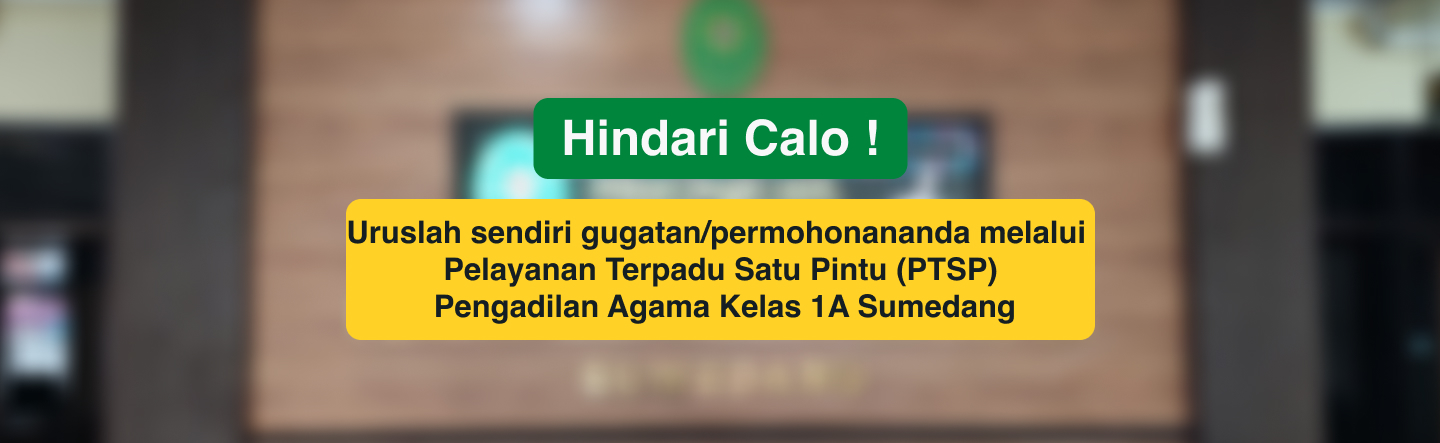 Hindari Calo !
Uruslah sendiri gugatan/permohonananda melalui
Pelayanan Terpadu Satu Pintu (PTSP)
Pengadilan Agama Kelas 1A Sumedang